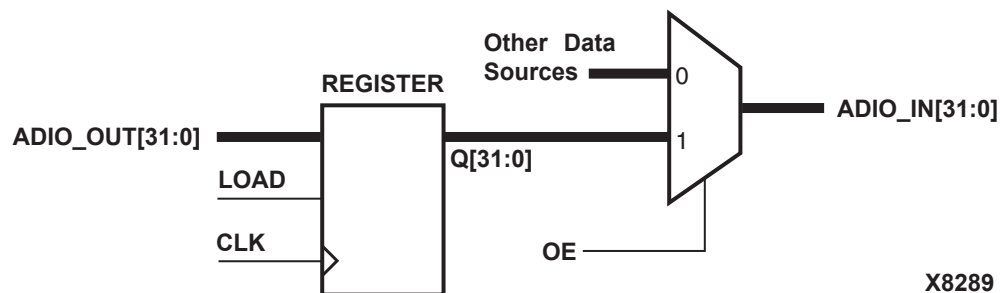 Other Data
Sources
0
REGISTER
ADIO_IN[31:0]
ADIO_OUT[31:0]
1
Q[31:0]
LOAD
CLK
OE
X8289